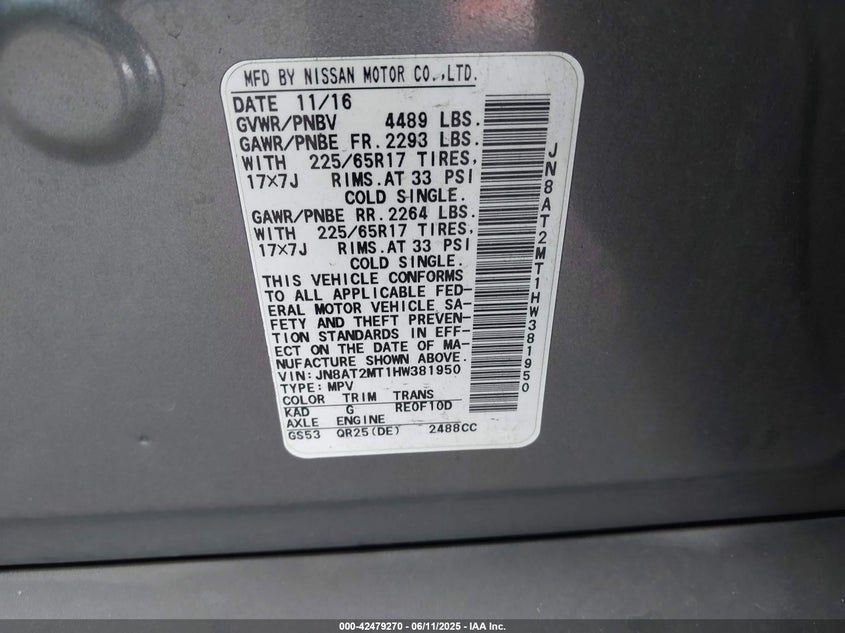 MFD BY NISSAN MOTOR CO.,LTD.
DATE 11/16
GVWR/PNBV 4489 LBS.
GAWR/PNBE FR. 2293 LBS.
WITH 225/65R17 TIRES,
17×7J RIMS.AT 33 PSI
COLD SINGLE.
GAWR/PNBE RR. 2264 LBS.
WITH 225/65R17 TIRES,
17×7J RIMS.AT 33 PSI
COLD SINGLE.
THIS VEHICLE CONFORMS
TO ALL APPLICABLE FED-
ERAL MOTOR VEHICLE SA-
FETY AND THEFT PREVEN-
TION STANDARDS IN EFF-
ECT ON THE DATE OF MA-
NUFACTURE SHOWN ABOVE.
VIN: JN8AT2MT1HW381950
TYPE: MPV
COLOR TRIM TRANS
KAD G RE0F10D
AXLE ENGINE
GS53 QR25(DE) 2488CC
JN8AT2MT1HW381950
000-42479270 - 06/11/2025 - IAA Inc.